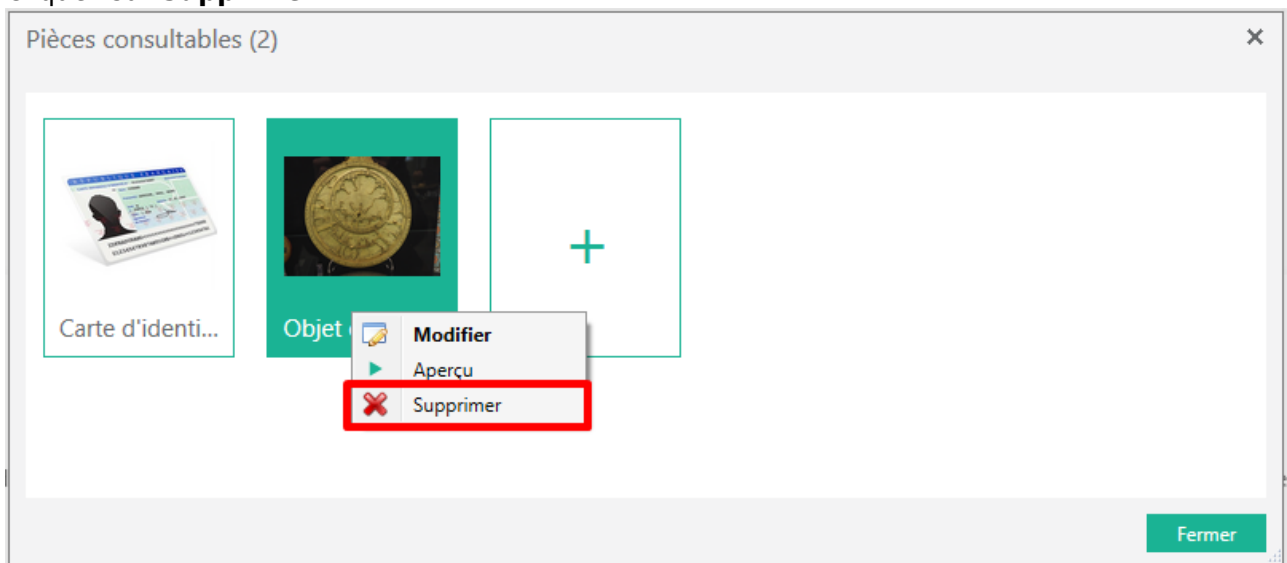 Pièces consultables (2)
Carte d'identi...
Objet
Modifier
Aperçu
Supprimer
Fermer